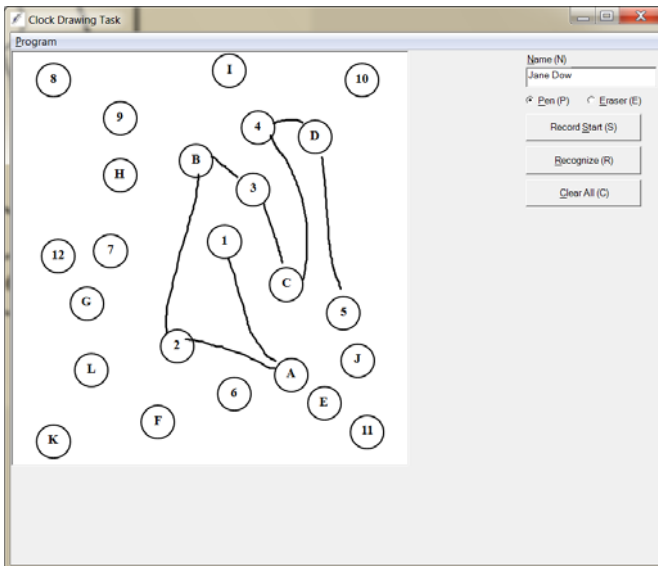 Clock Drawing Task
Program
Name (N)
Jane Dow
Pen (P) Eraser (E)
Record Start (S)
Recognize (R)
Clear All (C)
8 I 10
9 4 D
B
H 3
1
12 7
C
G 5
2 J
L A
6 E
F 11
K